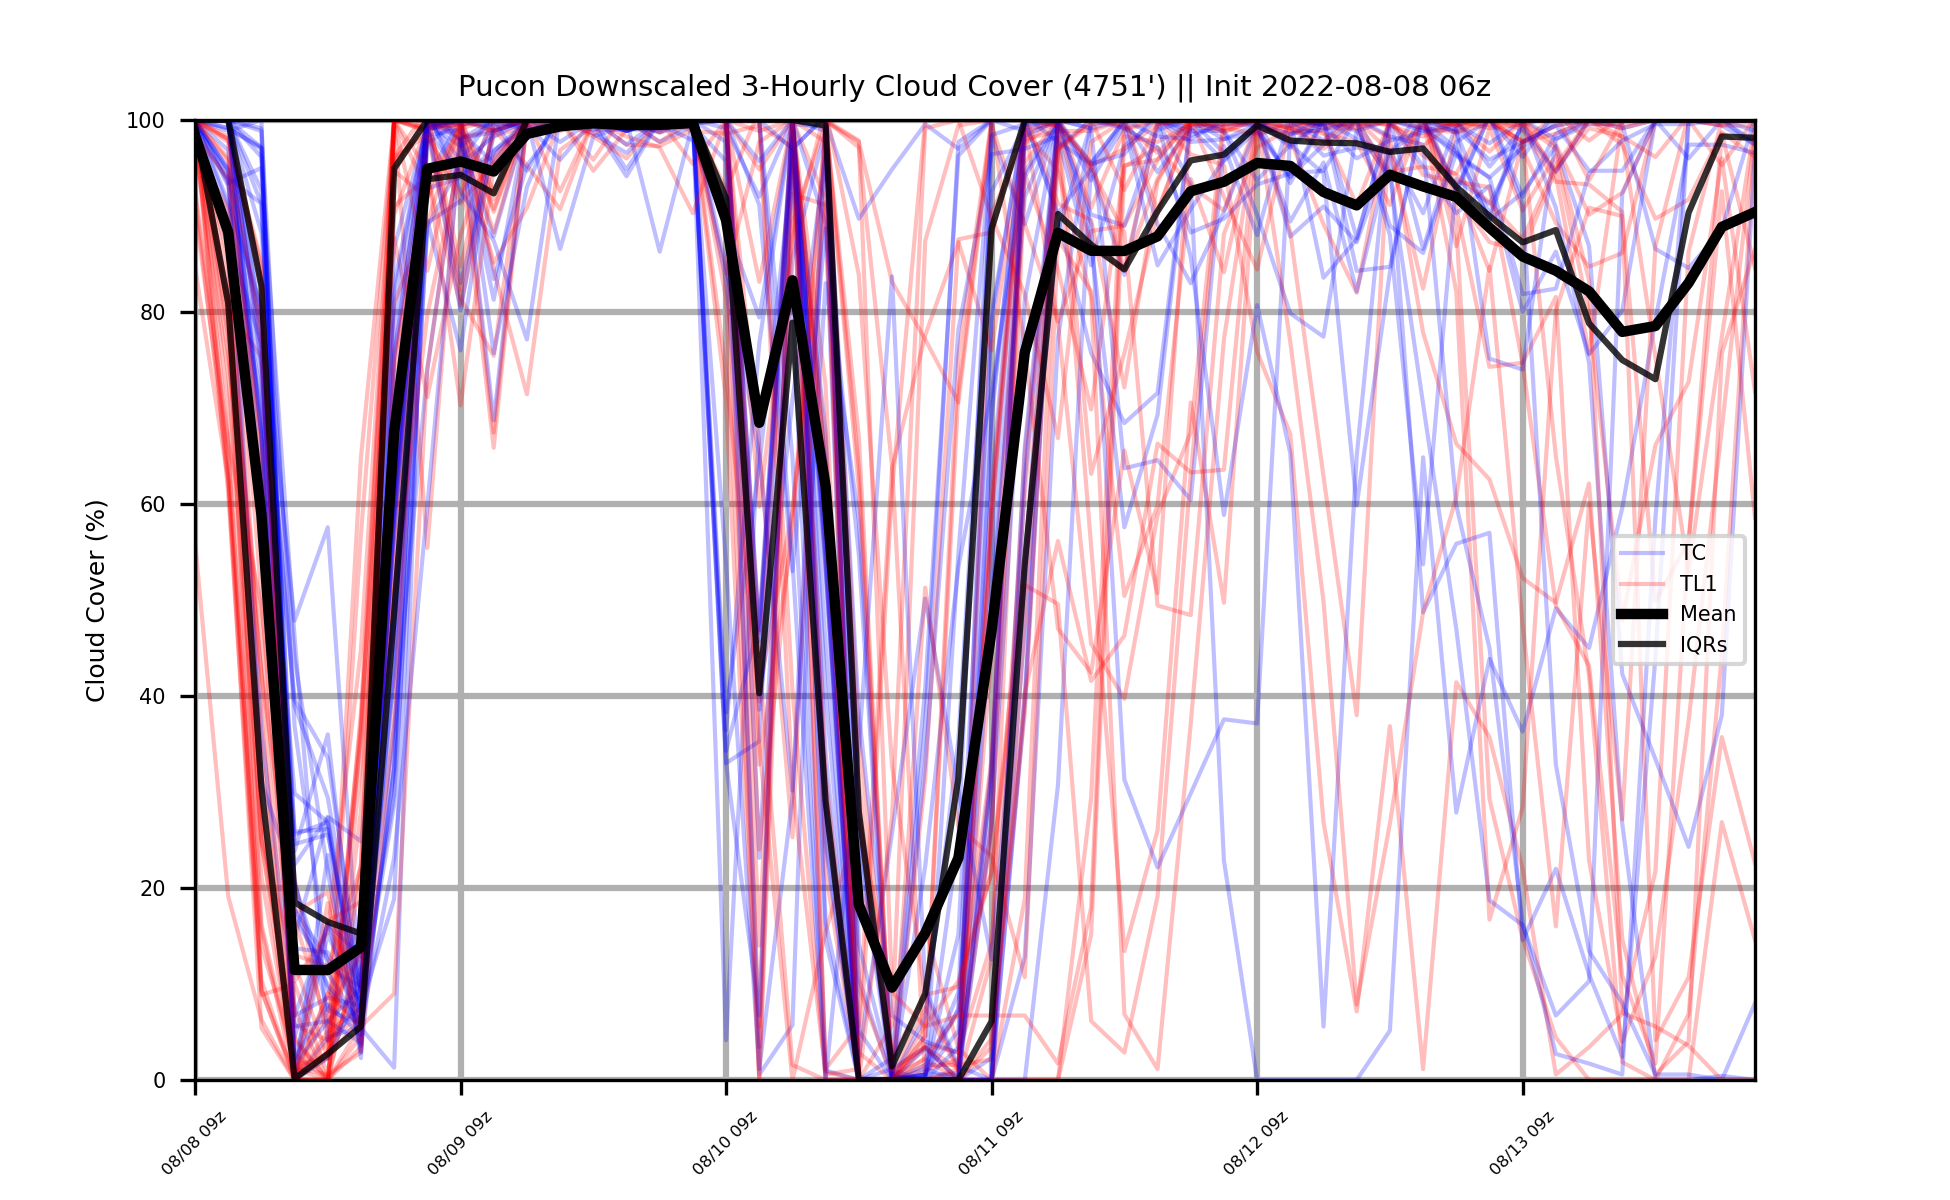 Pucon Downscaled 3-Hourly Cloud Cover (4751') || Init 2022-08-08 06z
Cloud Cover (%)
100
80
60
40
20
0
TC
TL1
Mean
IQRs
08/08 09z
08/09 09z
08/10 09z
08/11 09z
08/12 09z
08/13 09z